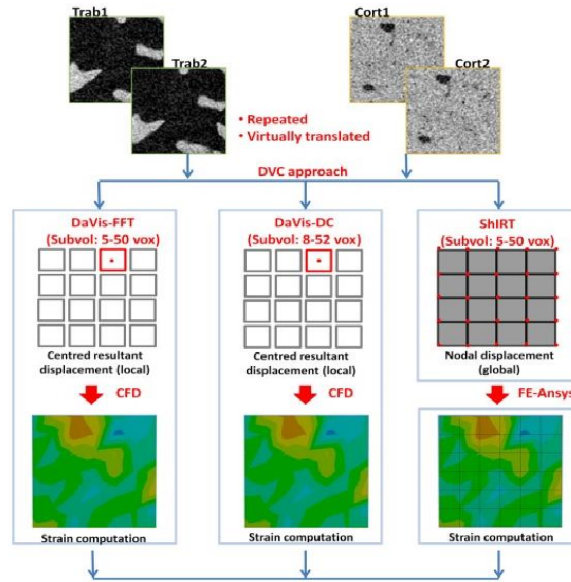 Trab1
Trab2
Cort1
Cort2
• Repeated
• Virtually translated
DVC approach
DaVis-FFT
(Subvol: 5-50 vox)
Centred resultant
displacement (local)
CFD
Strain computation
DaVis-DC
(Subvol: 8-52 vox)
Centred resultant
displacement (local)
CFD
Strain computation
ShIRT
(Subvol: 5-50 vox)
Nodal displacement
(global)
FE-Ansys
Strain computation